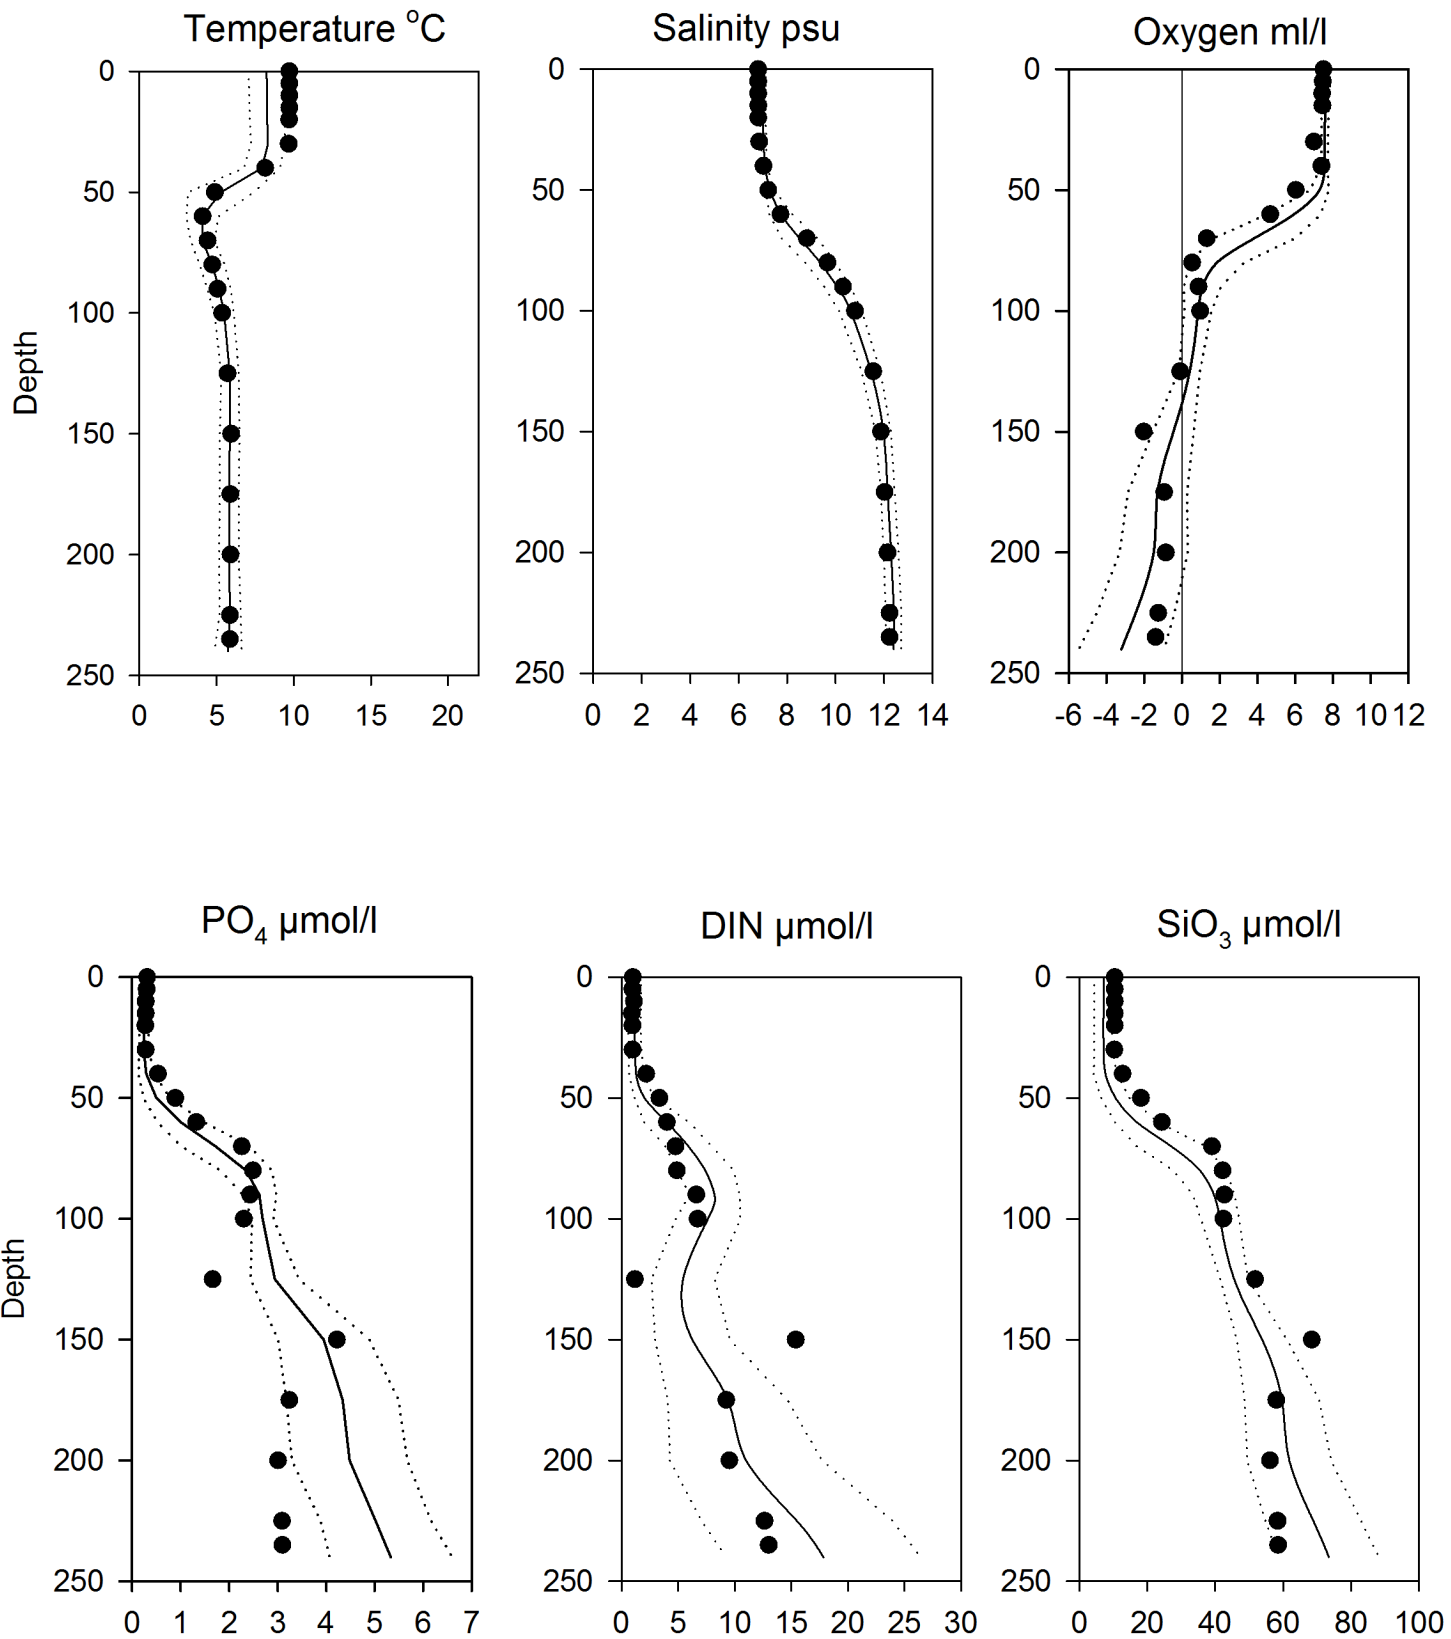 Temperature °C
Salinity psu
Oxygen ml/l
0
50
100
150
200
250
Depth
0 5 10 15 20
0
50
100
150
200
250
0 2 4 6 8 10 12 14
0
50
100
150
200
250
-6 -4 -2 0 2 4 6 8 10 12
PO4 µmol/l
DIN µmol/l
SiO3 µmol/l
0
50
100
150
200
250
Depth
0 1 2 3 4 5 6 7
0
50
100
150
200
250
0 5 10 15 20 25 30
0
50
100
150
200
250
0 20 40 60 80 100